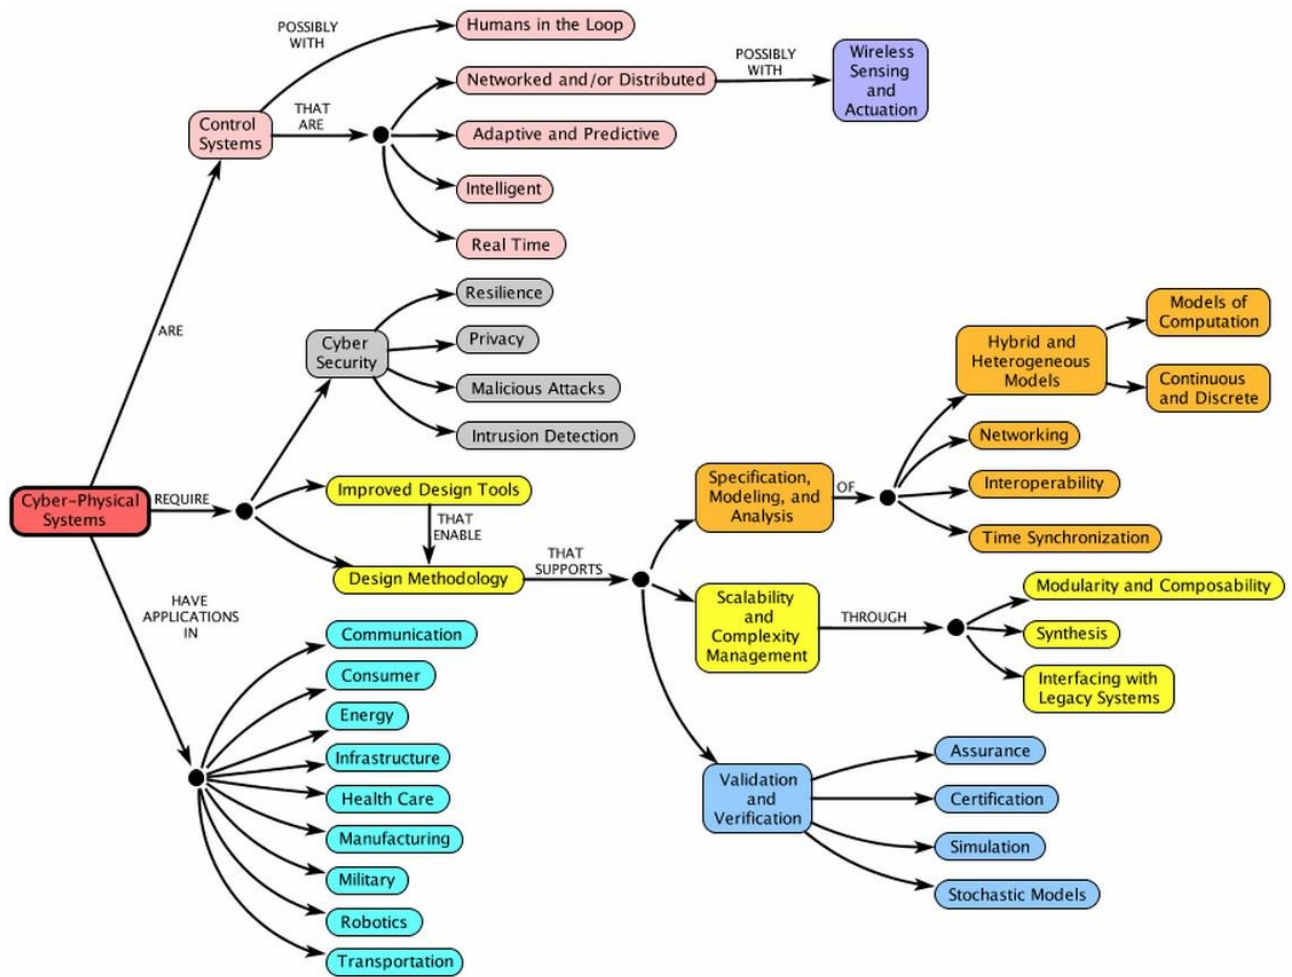 POSSIBLY
WITH
Humans in the Loop
Networked and/or Distributed
POSSIBLY
WITH
Wireless
Sensing
and
Actuation
Control
Systems
THAT
ARE
Adaptive and Predictive
Intelligent
Real Time
ARE
Resilience
Cyber
Security
Privacy
Malicious Attacks
Intrusion Detection
Cyber-Physical
Systems
REQUIRE
Improved Design Tools
THAT
ENABLE
Design Methodology
THAT
SUPPORTS
Specification,
Modeling, and
Analysis
OF
Hybrid and
Heterogeneous
Models
Models of
Computation
Continuous
and Discrete
Networking
Interoperability
Time Synchronization
Scalability
and
Complexity
Management
THROUGH
Modularity and Composability
Synthesis
Interfacing with
Legacy Systems
Validation
and
Verification
Assurance
Certification
Simulation
Stochastic Models
HAVE
APPLICATIONS
IN
Communication
Consumer
Energy
Infrastructure
Health Care
Manufacturing
Military
Robotics
Transportation